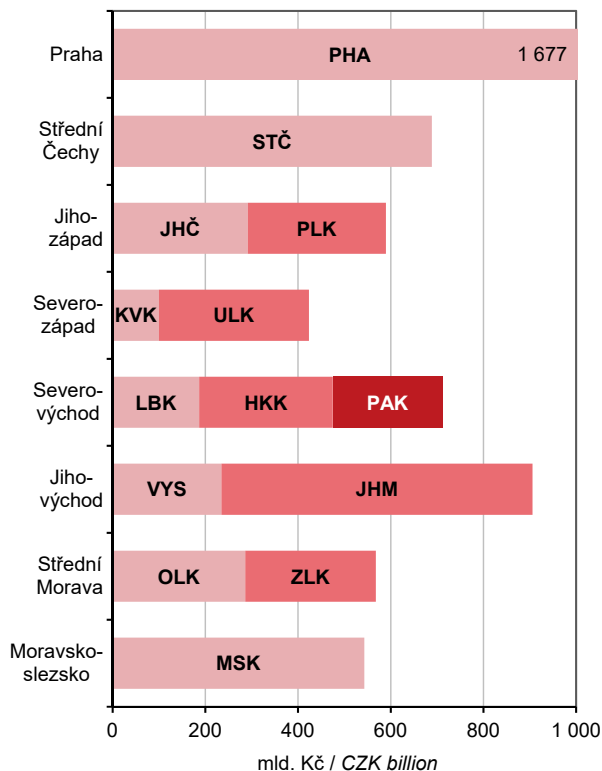 Praha
PHA
1 677
Střední
Čechy
STČ
Jiho-
západ
JHČ
PLK
Severo-
západ
KVK
ULK
Severo-
východ
LBK
HKK
PAK
Jiho-
východ
VYS
JHM
Střední
Morava
OLK
ZLK
Moravsko-
slezsko
MSK
0
200
400
600
800
1 000
mld. Kč / CZK billion